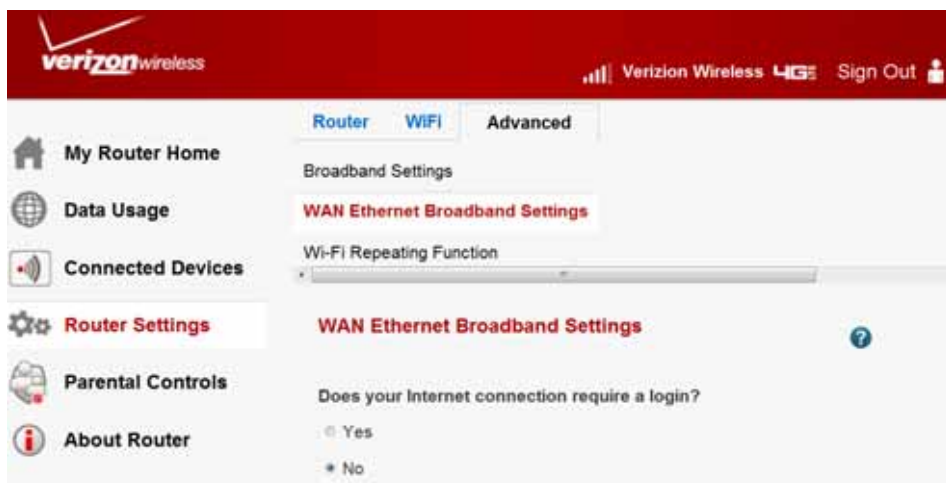 verizonwireless
Verizion Wireless 4GLTE Sign Out
Router WiFi Advanced
My Router Home
Data Usage
Connected Devices
Router Settings
Parental Controls
About Router
Broadband Settings
WAN Ethernet Broadband Settings
Wi-Fi Repeating Function
WAN Ethernet Broadband Settings
?
Does your Internet connection require a login?
Yes
No